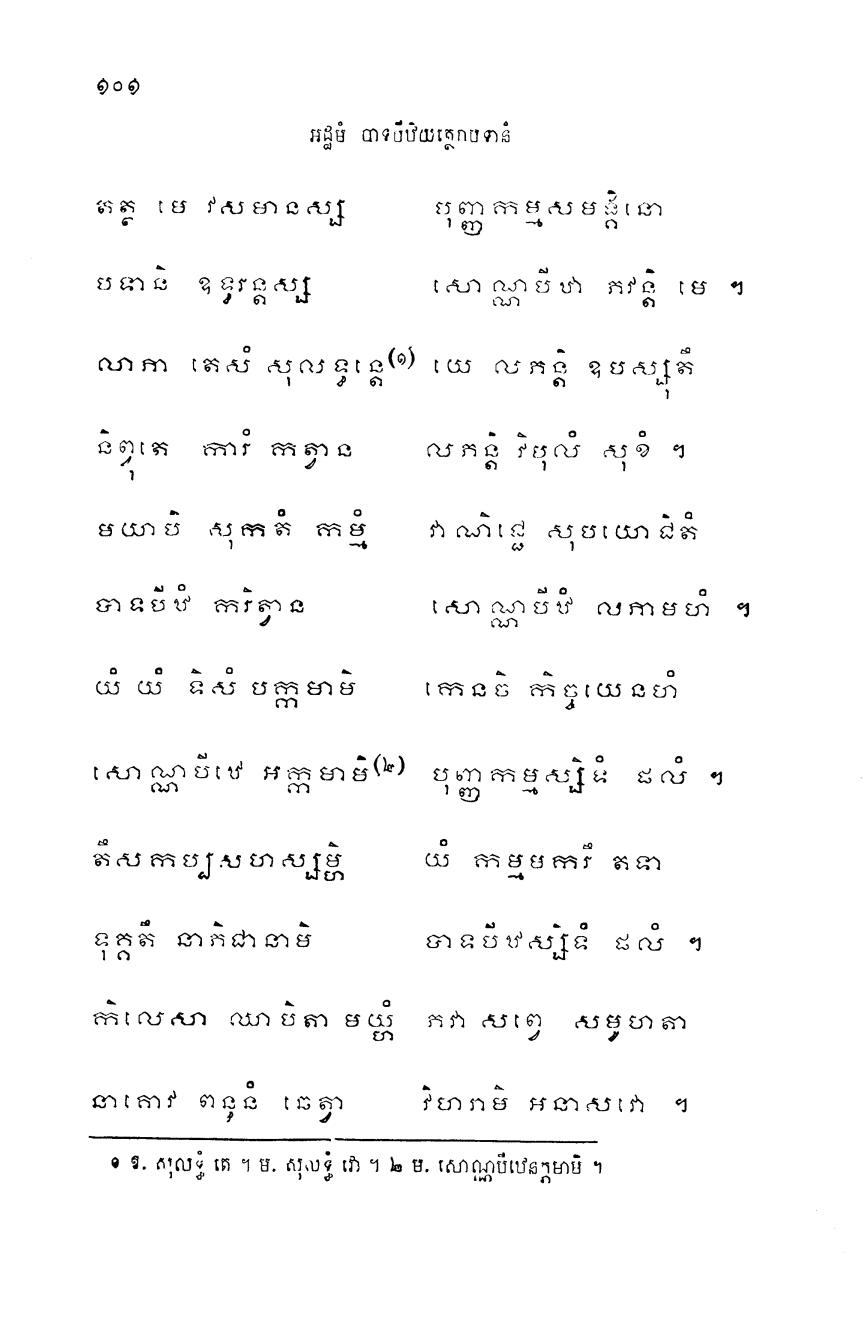 ១០១
អដ្ឋមំ បាទបីឋិយត្ថេរាបទានំ
តត្ថ មេ វសមានស្ស បុញ្ញកម្មសមង្គិនោ
បទានិ ឧទ្ធរន្តស្ស សោណ្ណបីឋា ភវន្តិ មេ ។
លាភា តេសំ សុលទ្ធន្តេ(១) យេ លភន្តិ ឧបស្សុតឹ
និព្វុតេ ការំ កត្វាន លភន្តិ វិបុលំ សុខំ ។
មយាបិ សុកតំ កម្មំ វាណិជ្ជេ សុបយោជិតំ
បាទបីឋំ ករិត្វាន សោណ្ណបីឋំ លភាមហំ ។
យំ យំ ទិសំ បក្កមាមិ កេនចិ កិច្ចយេនហំ
សោណ្ណបីឋេ អក្កមាមិ(២) បុញ្ញកម្មស្សិទំ ផលំ ។
តឹសកប្បសហស្សម្ហិ យំ កម្មមករឹ តទា
ទុគ្គតឹ នាភិជានាមិ បាទបីឋស្សិទំ ផលំ ។
កិលេសា ឈាបិតា មយ្ហំ ភវា សព្វេ សមូហតា
នាគោវ ពន្ធនំ ឆេត្វា វិហរាមិ អនាសវោ ។
១ ឱ. សុលទ្ធំ តេ ។ ម. សុលទ្ធំ វោ ។ ២ ម. សោណ្ណបីឋេនក្កមាមិ ។